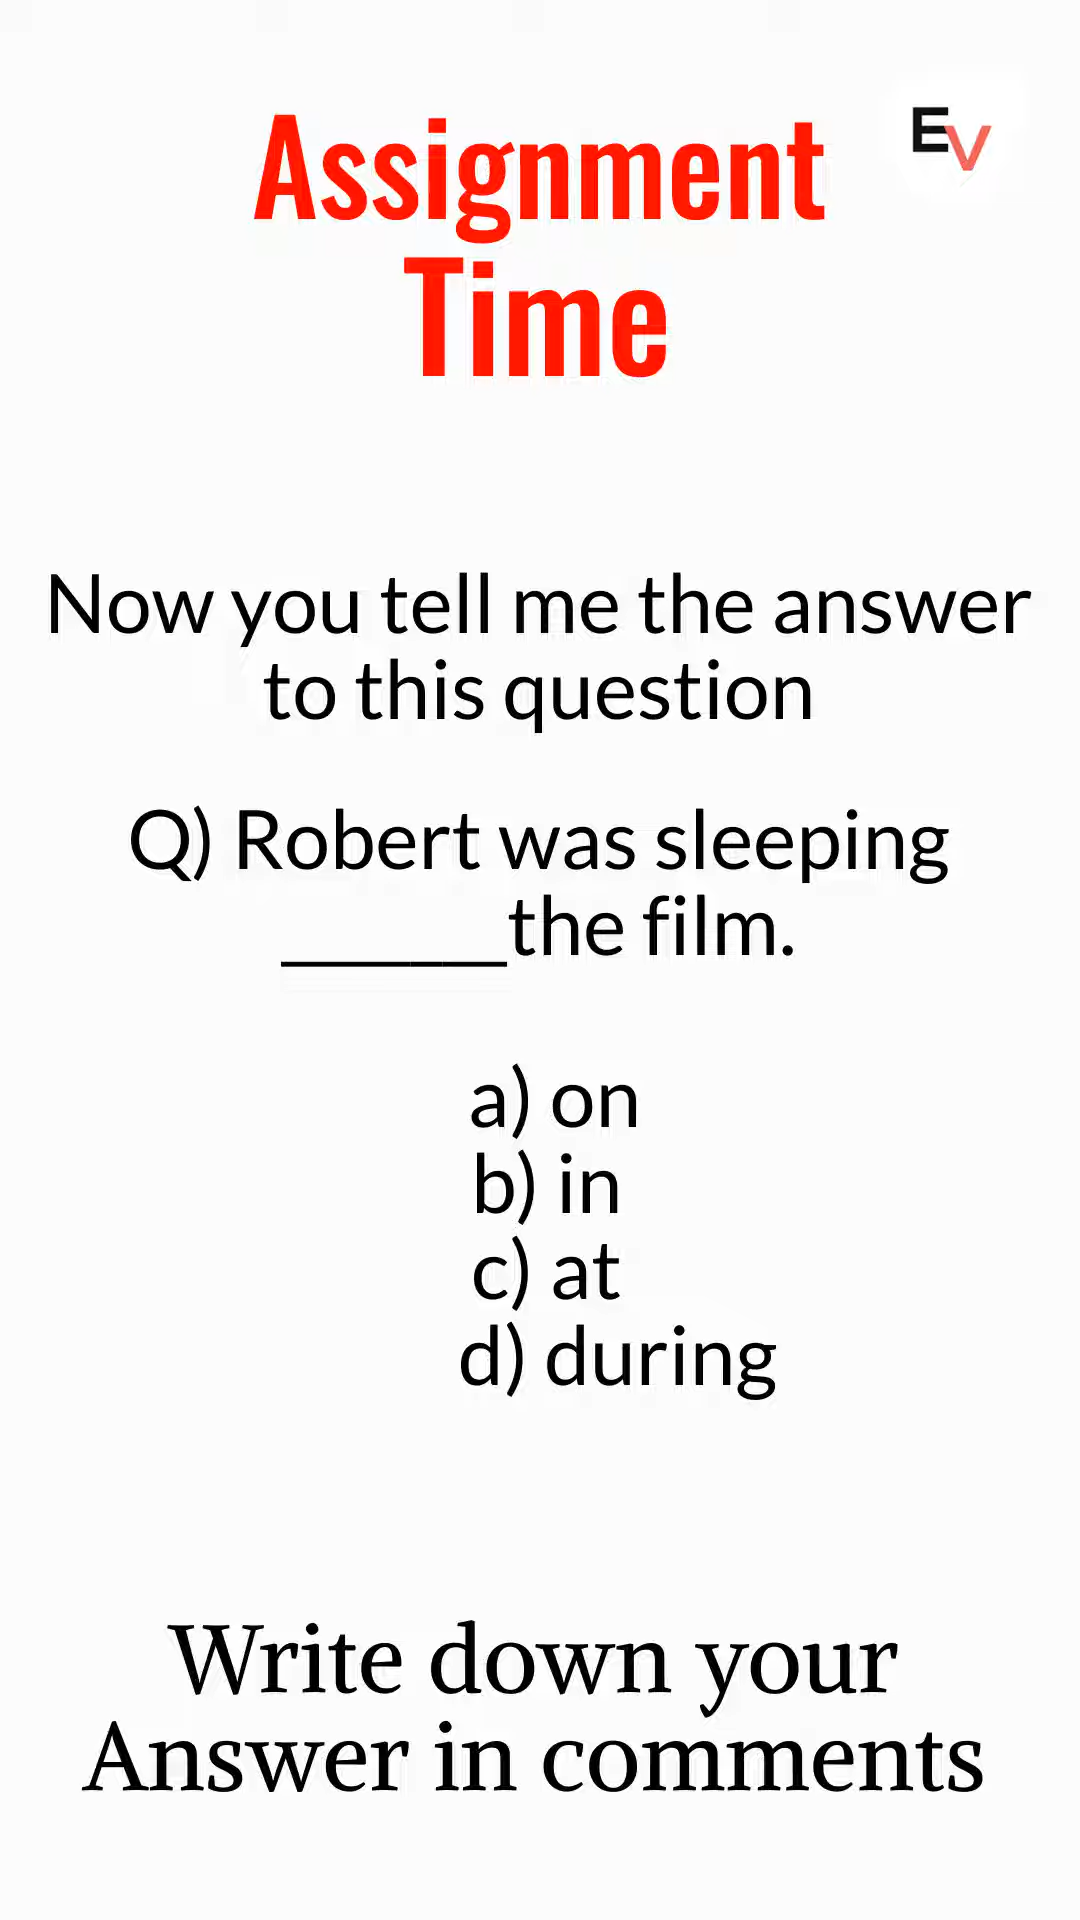 Assignment
Time
EV
Now you tell me the answer
to this question
Q) Robert was sleeping
_______the film.
a) on
b) in
c) at
d) during
Write down your
Answer in comments